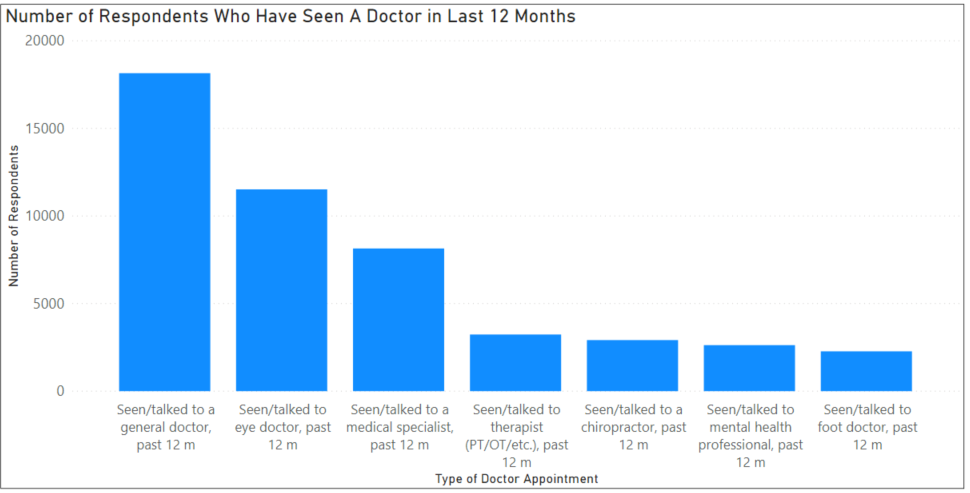 Number of Respondents Who Have Seen A Doctor in Last 12 Months
20000
15000
10000
5000
0
Number of Respondents
Seen/talked to a
general doctor,
past 12 m
Seen/talked to
eye doctor, past
12 m
Seen/talked to a
medical specialist,
past 12 m
Seen/talked to
therapist
(PT/OT/etc.), past
12 m
Seen/talked to a
chiropractor, past
12 m
Seen/talked to
mental health
professional, past
12 m
Seen/talked to
foot doctor, past
12 m
Type of Doctor Appointment